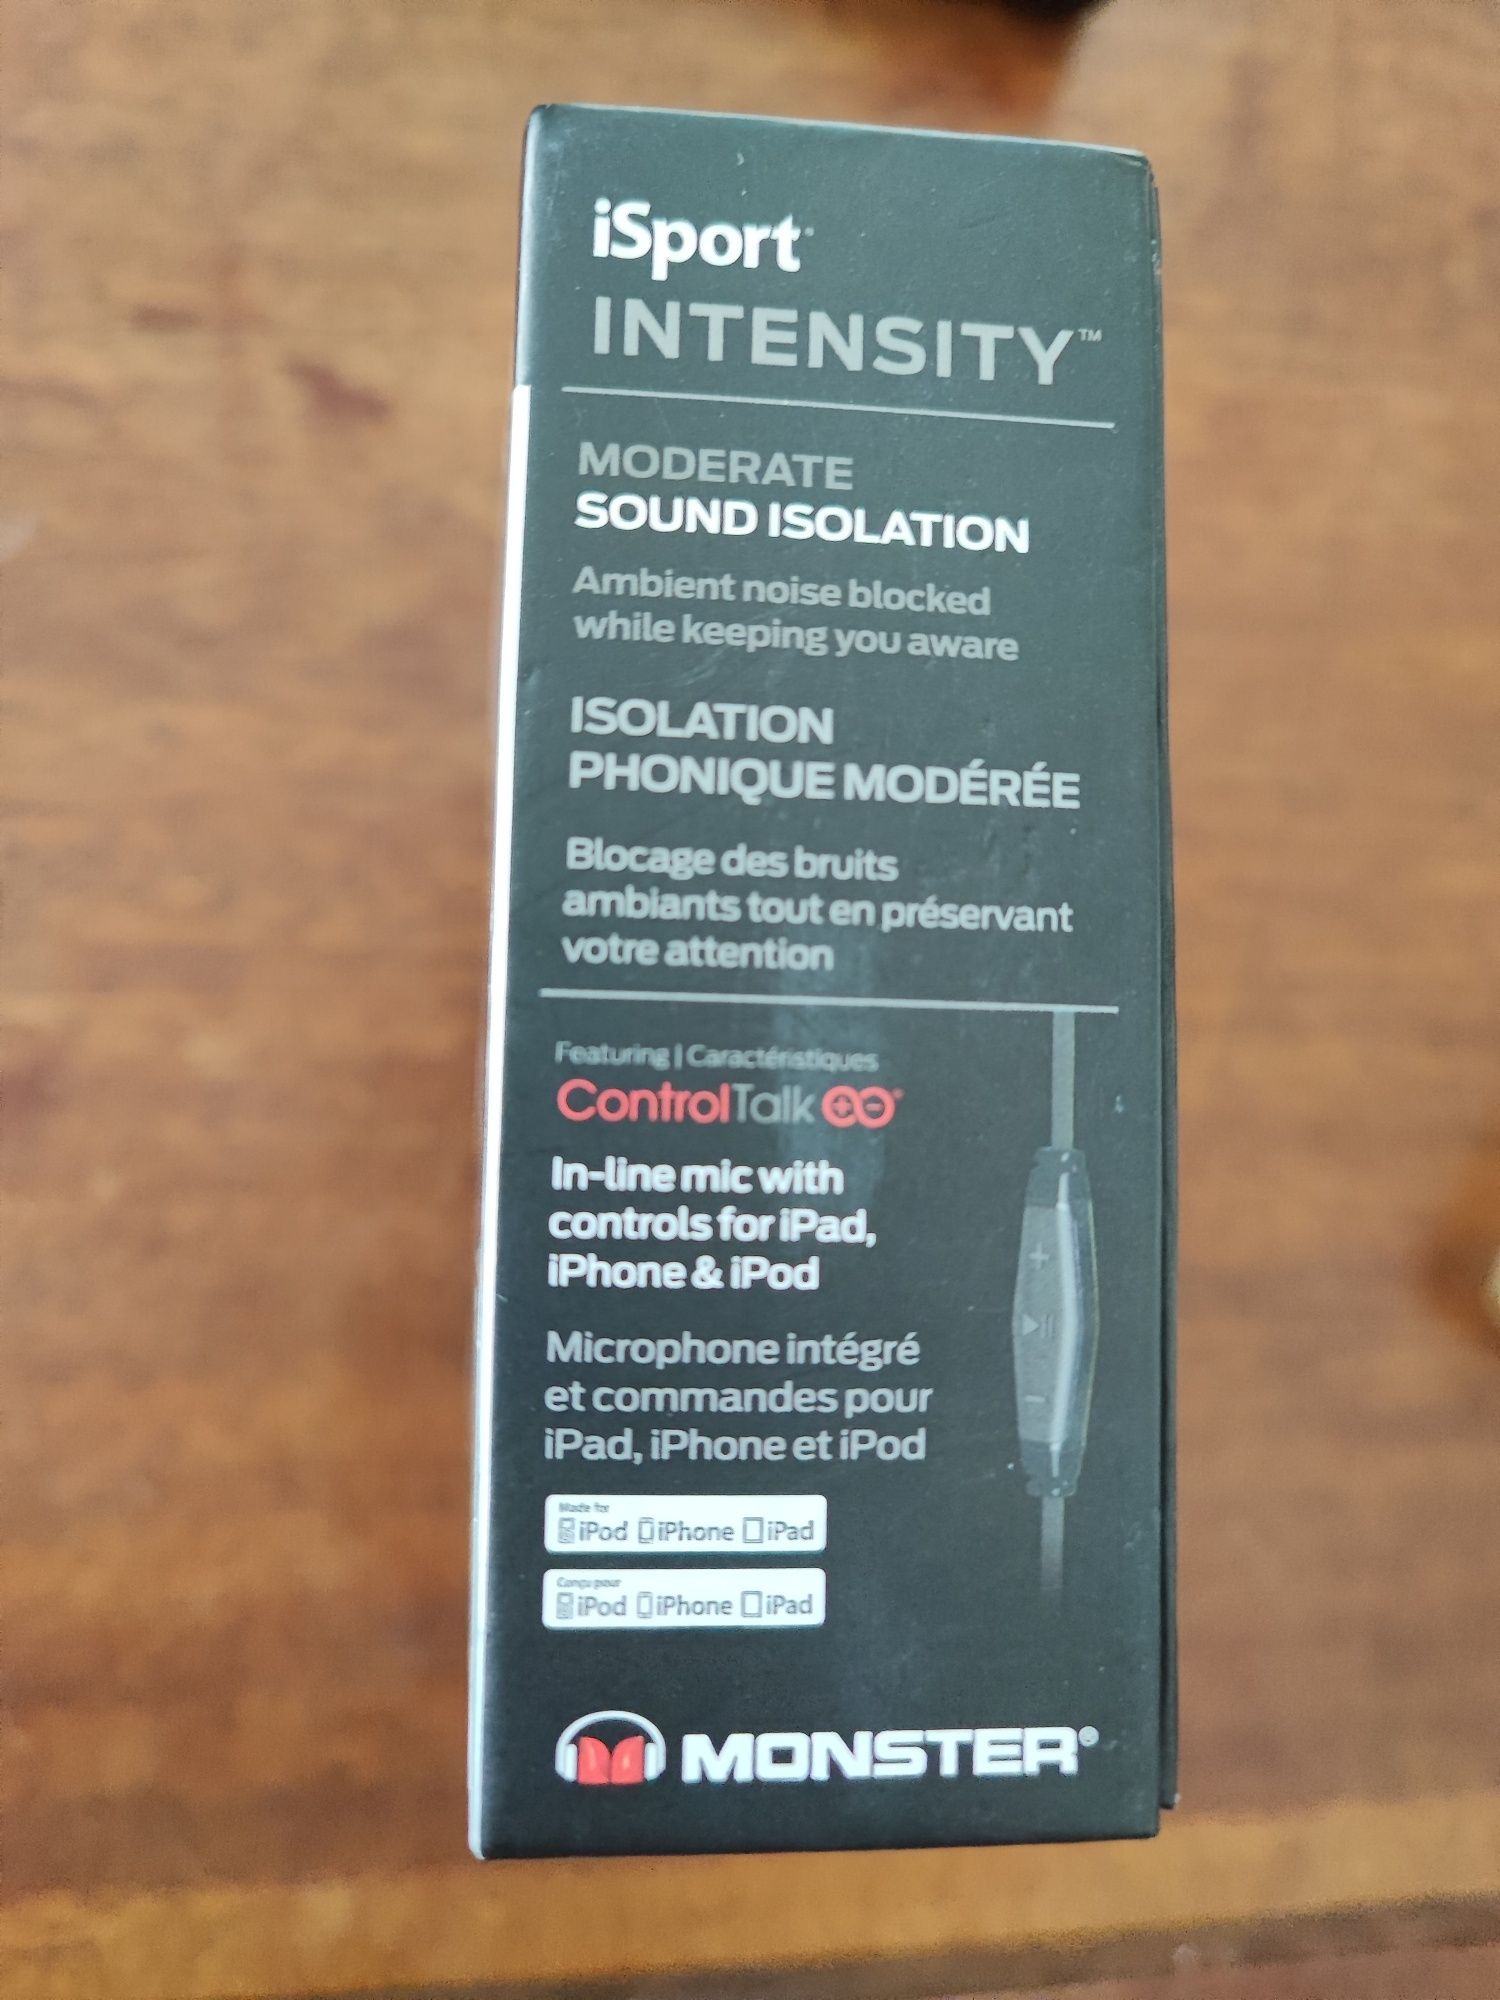 iSport
INTENSITY™
MODERATE
SOUND ISOLATION
Ambient noise blocked
while keeping you aware
ISOLATION
PHONIQUE MODÉRÉE
Blocage des bruits
ambiants tout en préservant
votre attention
Featuring | Caractéristiques
ControlTalk
In-line mic with
controls for iPad,
iPhone & iPod
Microphone intégré
et commandes pour
iPad, iPhone et iPod
Made for
iPod iPhone iPad
Conçu pour
iPod iPhone iPad
MONSTER®